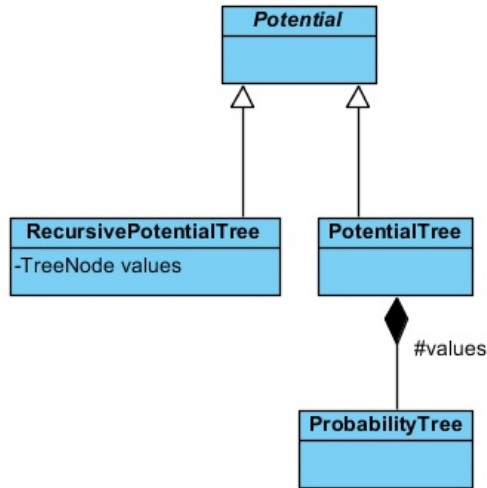 Potential
RecursivePotentialTree
-TreeNode values
PotentialTree
#values
ProbabilityTree